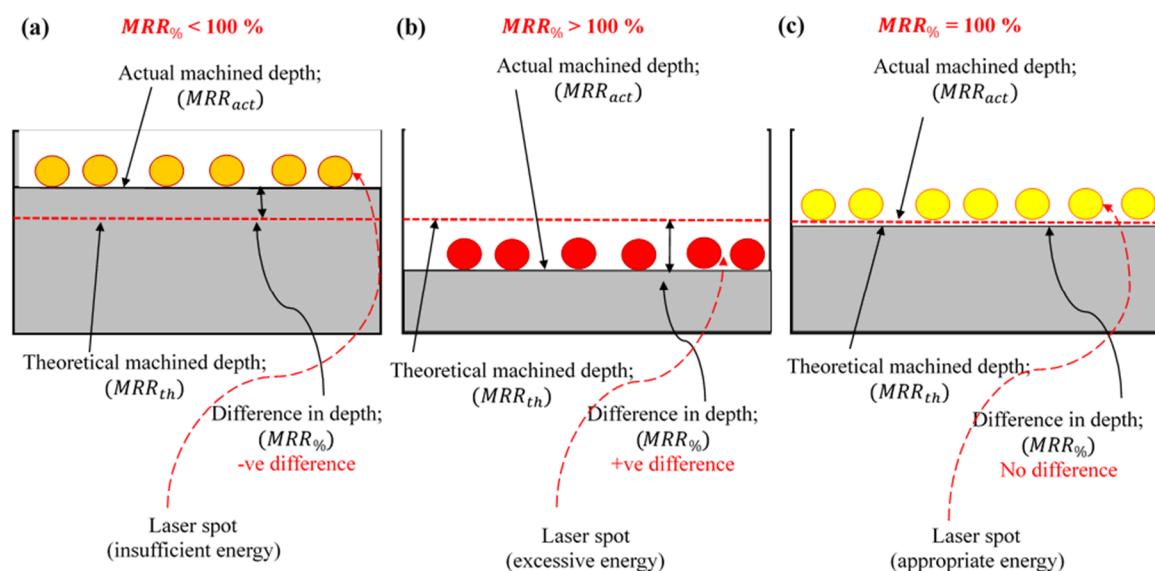 (a)
MRR% < 100 %
Actual machined depth;
(MRRact)
Theoretical machined depth;
(MRRth)
Difference in depth;
(MRR%)
-ve difference
Laser spot
(insufficient energy)
(b)
MRR% > 100 %
Actual machined depth;
(MRRact)
Theoretical machined depth;
(MRRth)
Difference in depth;
(MRR%)
+ve difference
Laser spot
(excessive energy)
(c)
MRR% = 100 %
Actual machined depth;
(MRRact)
Theoretical machined depth;
(MRRth)
Difference in depth;
(MRR%)
No difference
Laser spot
(appropriate energy)